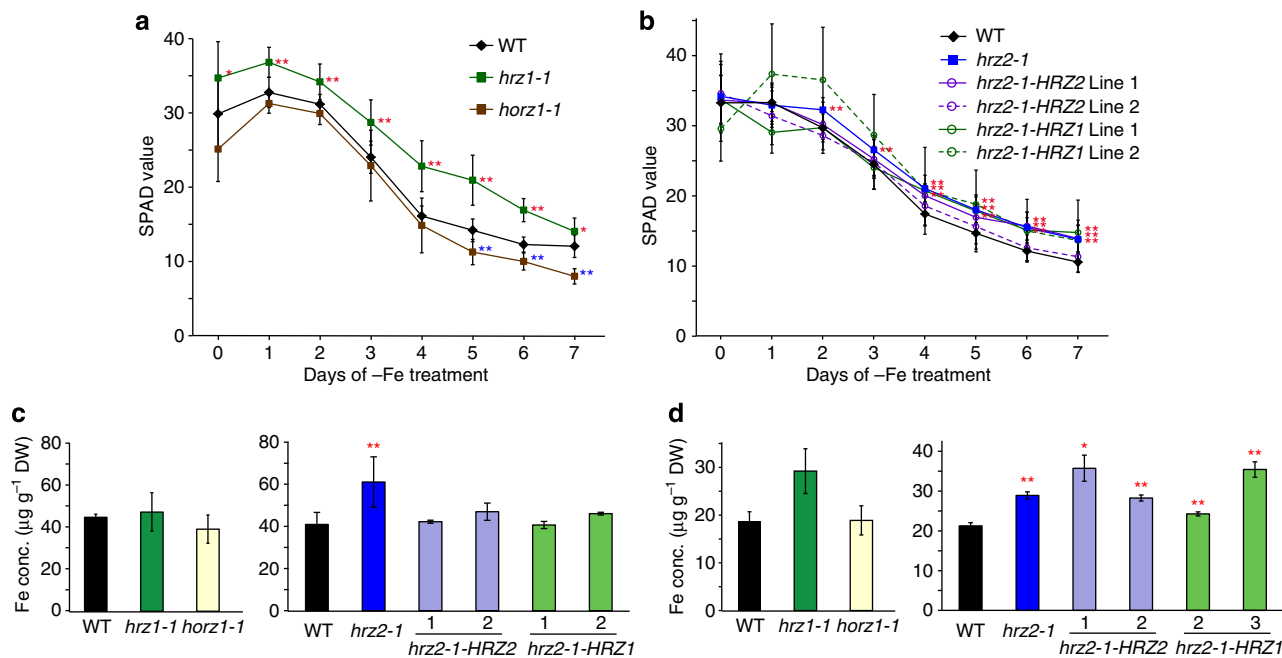 a
SPAD value
40
30
20
10
0
WT
hrz1-1
horz1-1
* ** ** ** ** ** ** *
** ** **
0 1 2 3 4 5 6 7
Days of –Fe treatment
b
SPAD value
40
30
20
10
0
WT
hrz2-1
hrz2-1-HRZ2 Line 1
hrz2-1-HRZ2 Line 2
hrz2-1-HRZ1 Line 1
hrz2-1-HRZ1 Line 2
** ** ** ** ** **
** ** ** **
** ** **
0 1 2 3 4 5 6 7
Days of –Fe treatment
c
Fe conc. (µg g⁻¹ DW)
80
60
40
20
0
WT hrz1-1 horz1-1
80
60
40
20
0
**
WT hrz2-1 1 2 1 2
hrz2-1-HRZ2 hrz2-1-HRZ1
d
Fe conc. (µg g⁻¹ DW)
30
20
10
0
WT hrz1-1 horz1-1
40
30
20
10
0
** * ** ** **
WT hrz2-1 1 2 2 3
hrz2-1-HRZ2 hrz2-1-HRZ1